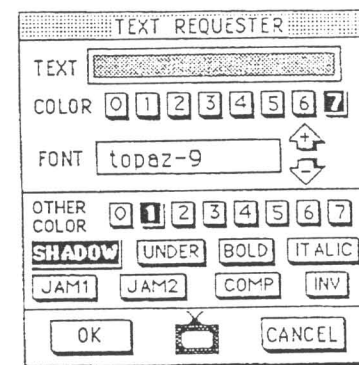 TEXT REQUESTER
TEXT
COLOR 0 1 2 3 4 5 6 7
+
FONT topaz-9
−
OTHER
COLOR 0 1 2 3 4 5 6 7
SHADOW UNDER BOLD ITALIC
JAM1 JAM2 COMP INV
OK CANCEL